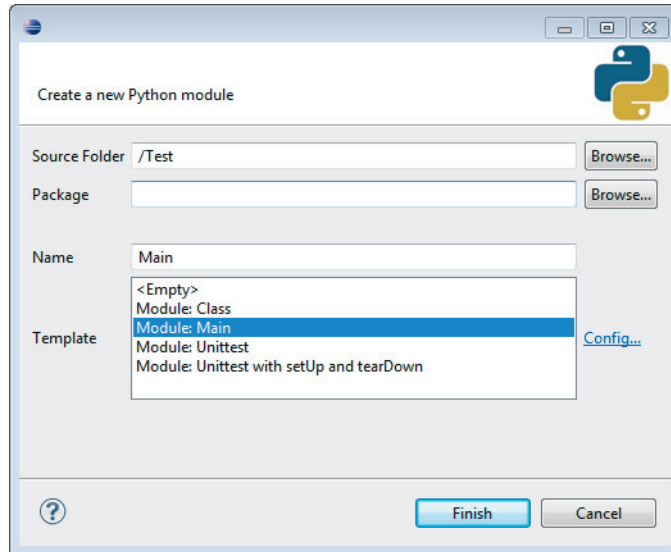 Create a new Python module
Source Folder /Test Browse...
Package Browse...
Name Main
<Empty>
Module: Class
Module: Main
Template Module: Unittest Config...
Module: Unittest with setUp and tearDown
? Finish Cancel